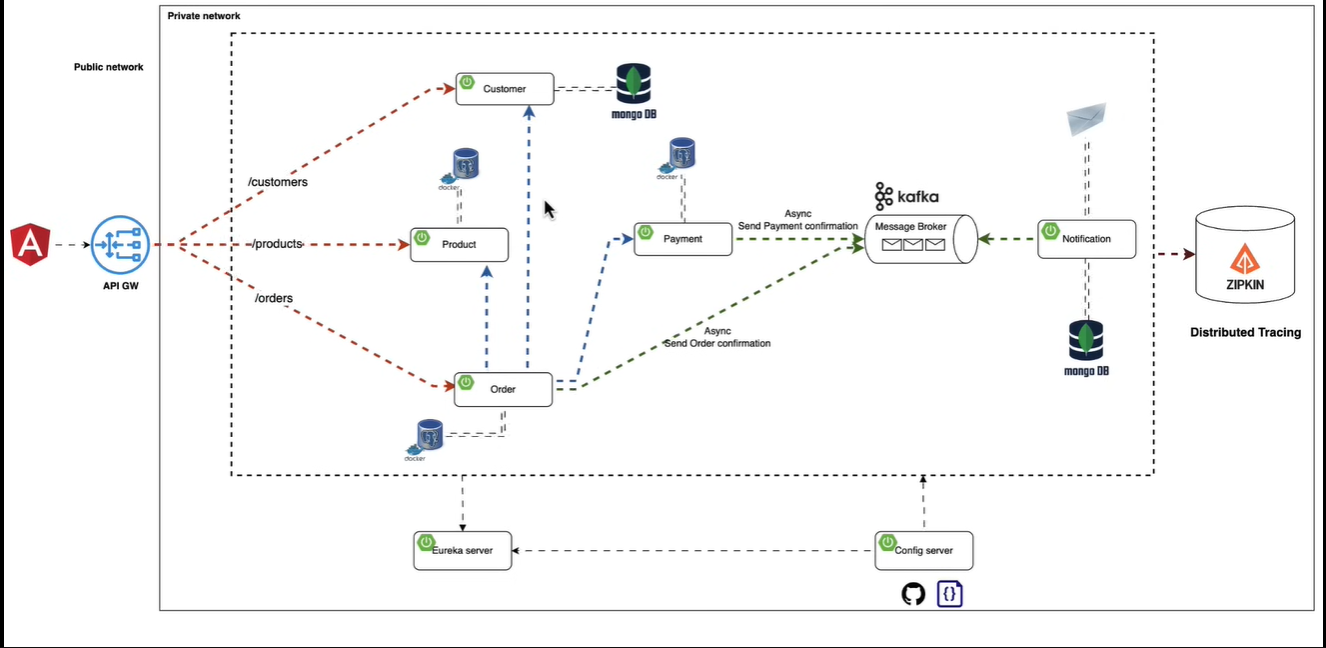 Private network
Public network
Customer
mongo DB
docker
docker
/customers
kafka
Async
Send Payment confirmation
Message Broker
/products
Product
Payment
Notification
API GW
ZIPKIN
/orders
Async
Send Order confirmation
Distributed Tracing
mongo DB
Order
docker
Eureka server
Config server
{}
A